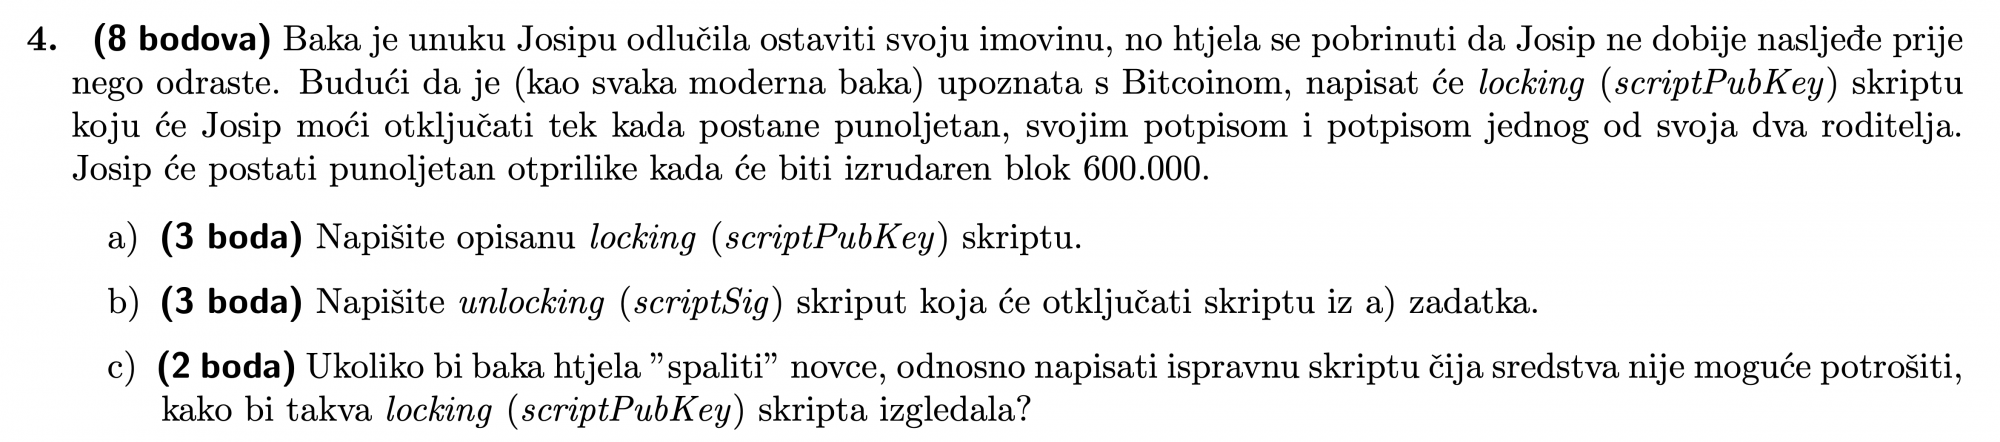 4. (8 bodova) Baka je unuku Josipu odlučila ostaviti svoju imovinu, no htjela se pobrinuti da Josip ne dobije nasljeđe prije
nego odraste. Budući da je (kao svaka moderna baka) upoznata s Bitcoinom, napisat će locking (scriptPubKey) skriptu
koju će Josip moći otključati tek kada postane punoljetan, svojim potpisom i potpisom jednog od svoja dva roditelja.
Josip će postati punoljetan otprilike kada će biti izrudaren blok 600.000.
a) (3 boda) Napišite opisanu locking (scriptPubKey) skriptu.
b) (3 boda) Napišite unlocking (scriptSig) skriput koja će otključati skriptu iz a) zadatka.
c) (2 boda) Ukoliko bi baka htjela ”spaliti” novce, odnosno napisati ispravnu skriptu čija sredstva nije moguće potrošiti,
kako bi takva locking (scriptPubKey) skripta izgledala?